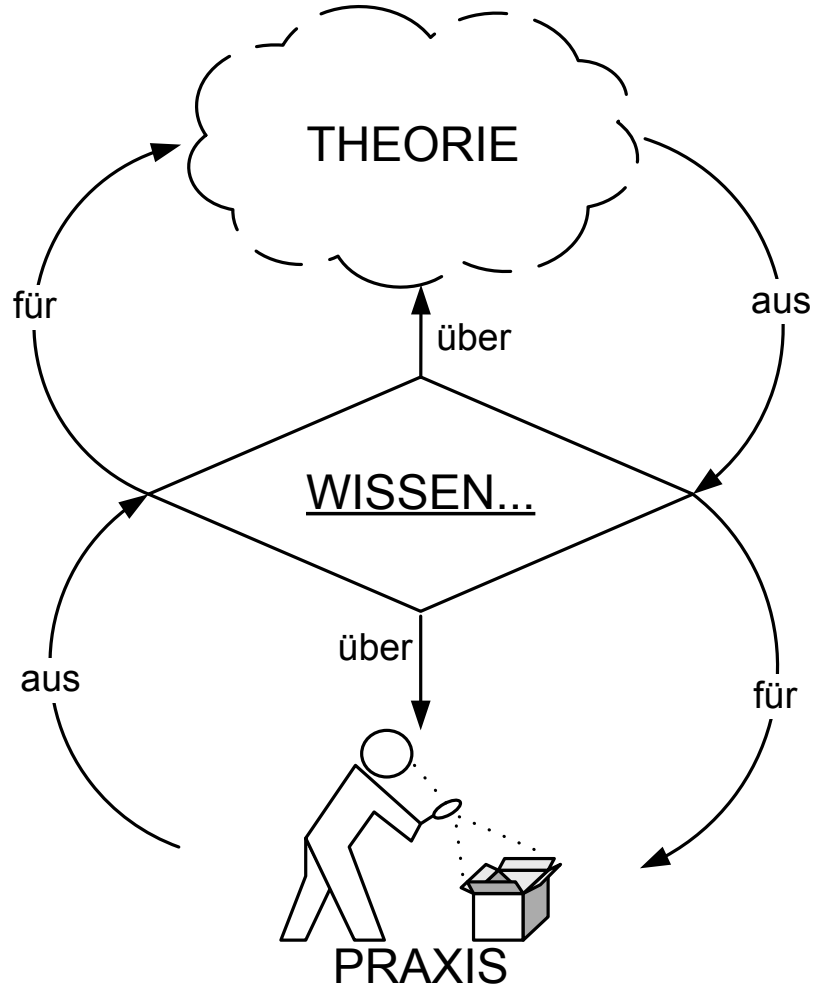 THEORIE
für
aus
über
WISSEN...
über
aus
für
PRAXIS